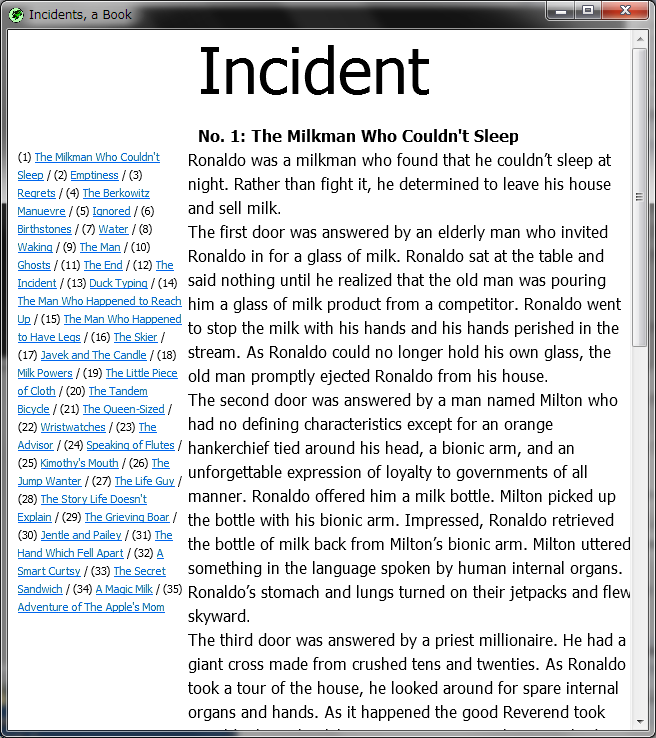 Incidents, a Book
Incident
No. 1: The Milkman Who Couldn't Sleep
(1) The Milkman Who Couldn't
Sleep / (2) Emptiness / (3)
Regrets / (4) The Berkowitz
Manuevre / (5) Ignored / (6)
Birthstones / (7) Water / (8)
Waking / (9) The Man / (10)
Ghosts / (11) The End / (12) The
Incident / (13) Duck Typing / (14)
The Man Who Happened to Reach
Up / (15) The Man Who Happened
to Have Legs / (16) The Skier /
(17) Javek and The Candle / (18)
Milk Powers / (19) The Little Piece
of Cloth / (20) The Tandem
Bicycle / (21) The Queen-Sized /
(22) Wristwatches / (23) The
Advisor / (24) Speaking of Flutes /
(25) Kimothy's Mouth / (26) The
Jump Wanter / (27) The Life Guy /
(28) The Story Life Doesn't
Explain / (29) The Grieving Boar /
(30) Jentle and Pailey / (31) The
Hand Which Fell Apart / (32) A
Smart Curtsy / (33) The Secret
Sandwich / (34) A Magic Milk / (35)
Adventure of The Apple's Mom
Ronaldo was a milkman who found that he couldn’t sleep at
night. Rather than fight it, he determined to leave his house
and sell milk.
The first door was answered by an elderly man who invited
Ronaldo in for a glass of milk. Ronaldo sat at the table and
said nothing until he realized that the old man was pouring
him a glass of milk product from a competitor. Ronaldo went
to stop the milk with his hands and his hands perished in the
stream. As Ronaldo could no longer hold his own glass, the
old man promptly ejected Ronaldo from his house.
The second door was answered by a man named Milton who
had no defining characteristics except for an orange
hankerchief tied around his head, a bionic arm, and an
unforgettable expression of loyalty to governments of all
manner. Ronaldo offered him a milk bottle. Milton picked up
the bottle with his bionic arm. Impressed, Ronaldo retrieved
the bottle of milk back from Milton’s bionic arm. Milton uttered
something in the language spoken by human internal organs.
Ronaldo’s stomach and lungs turned on their jetpacks and flew
skyward.
The third door was answered by a priest millionaire. He had a
giant cross made from crushed tens and twenties. As Ronaldo
took a tour of the house, he looked around for spare internal
organs and hands. As it happened the good Reverend took